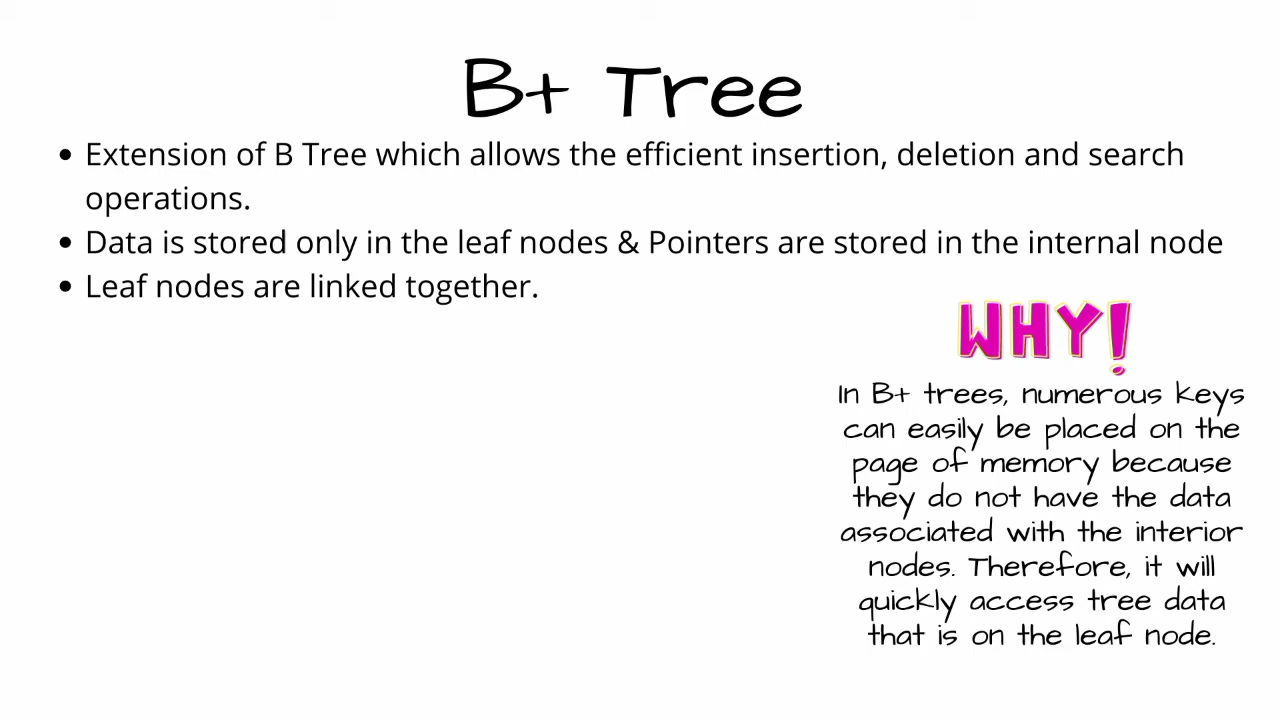 B+ Tree
• Extension of B Tree which allows the efficient insertion, deletion and search
operations.
• Data is stored only in the leaf nodes & Pointers are stored in the internal node
• Leaf nodes are linked together.
WHY!
In B+ trees, numerous keys
can easily be placed on the
page of memory because
they do not have the data
associated with the interior
nodes. Therefore, it will
quickly access tree data
that is on the leaf node.